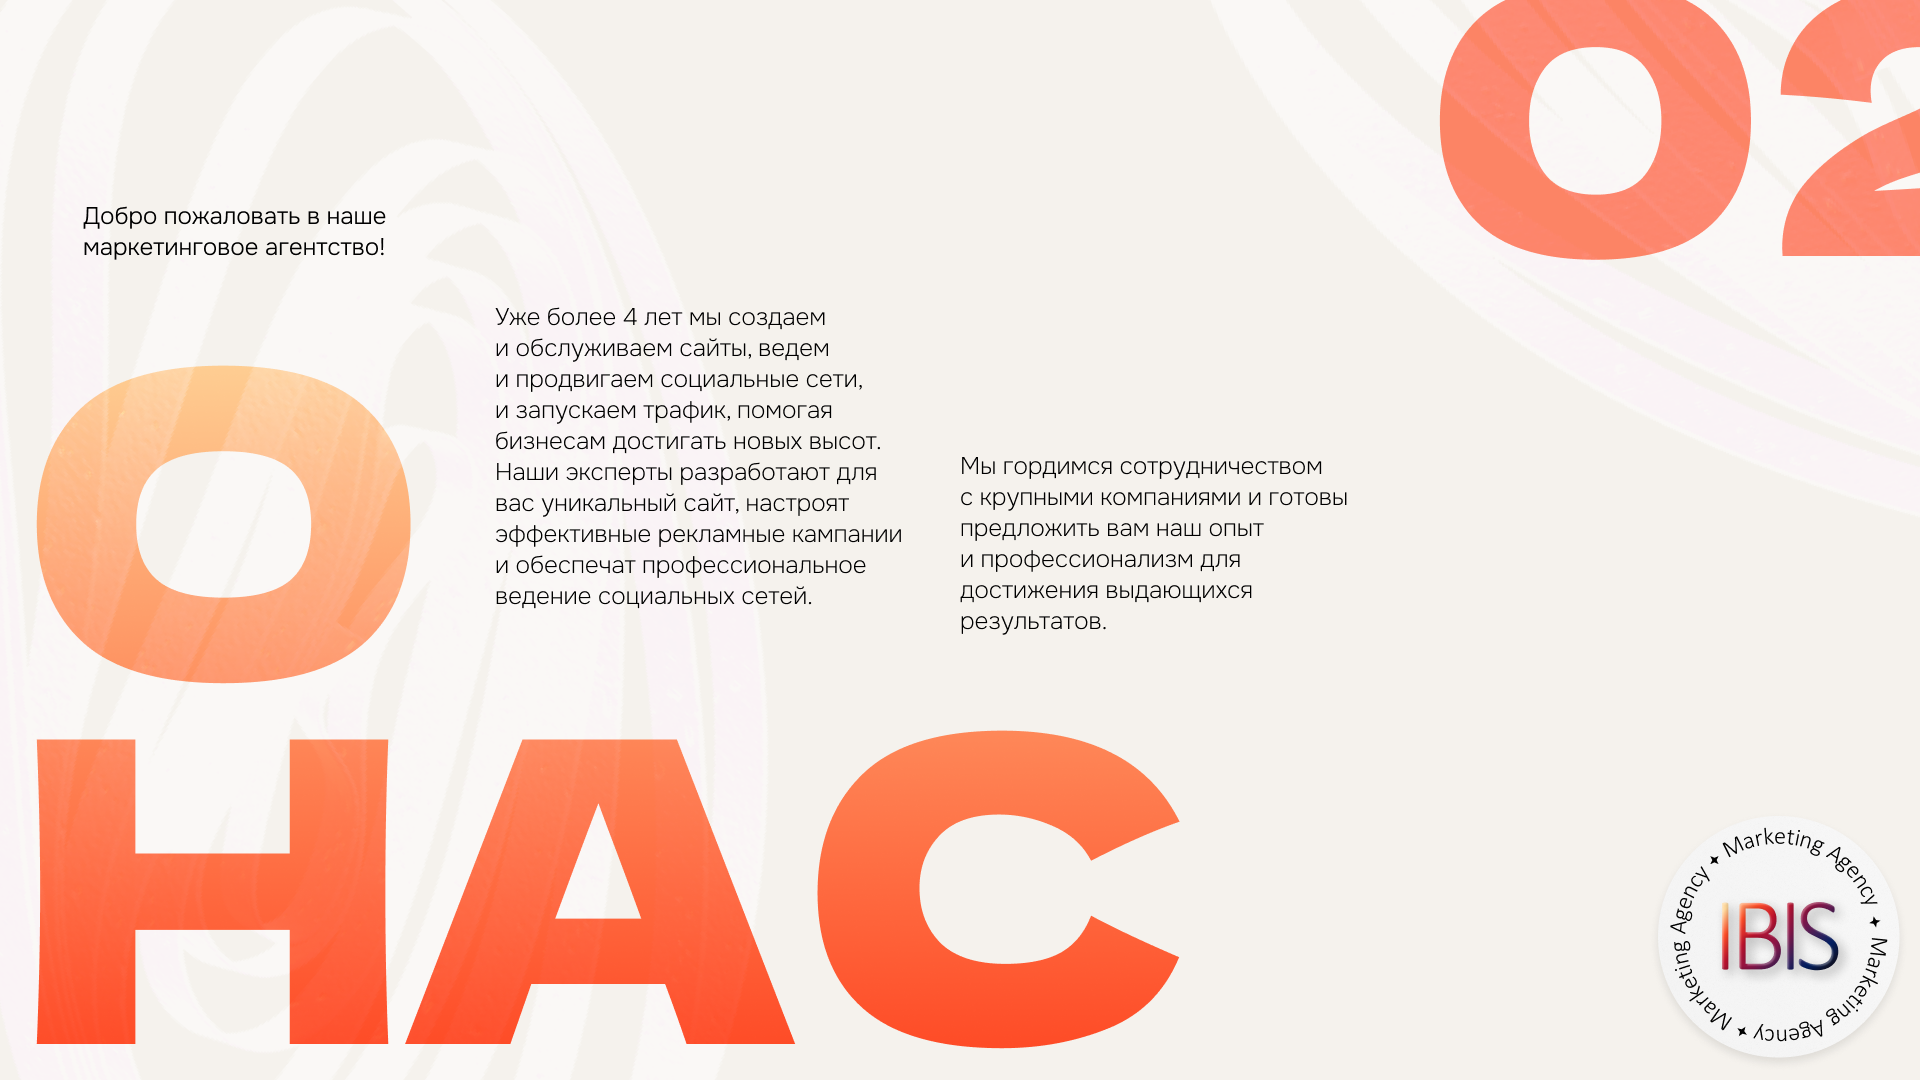 02
Добро пожаловать в наше
маркетинговое агентство!
Уже более 4 лет мы создаем
и обслуживаем сайты, ведем
и продвигаем социальные сети,
и запускаем трафик, помогая
бизнесам достигать новых высот.
Наши эксперты разработают для
вас уникальный сайт, настроят
эффективные рекламные кампании
и обеспечат профессиональное
ведение социальных сетей.
Мы гордимся сотрудничеством
с крупными компаниями и готовы
предложить вам наш опыт
и профессионализм для
достижения выдающихся
результатов.
О
НАС
Marketing Agency ✦ Marketing Agency ✦ Marketing Agency ✦
IBIS